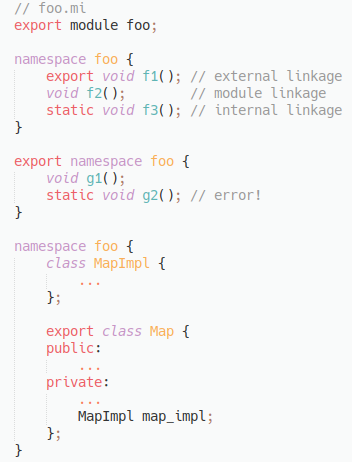 // foo.mi
export module foo;
namespace foo {
export void f1(); // external linkage
void f2(); // module linkage
static void f3(); // internal linkage
}
export namespace foo {
void g1();
static void g2(); // error!
}
namespace foo {
class MapImpl {
...
};
export class Map {
public:
...
private:
...
MapImpl map_impl;
};
}